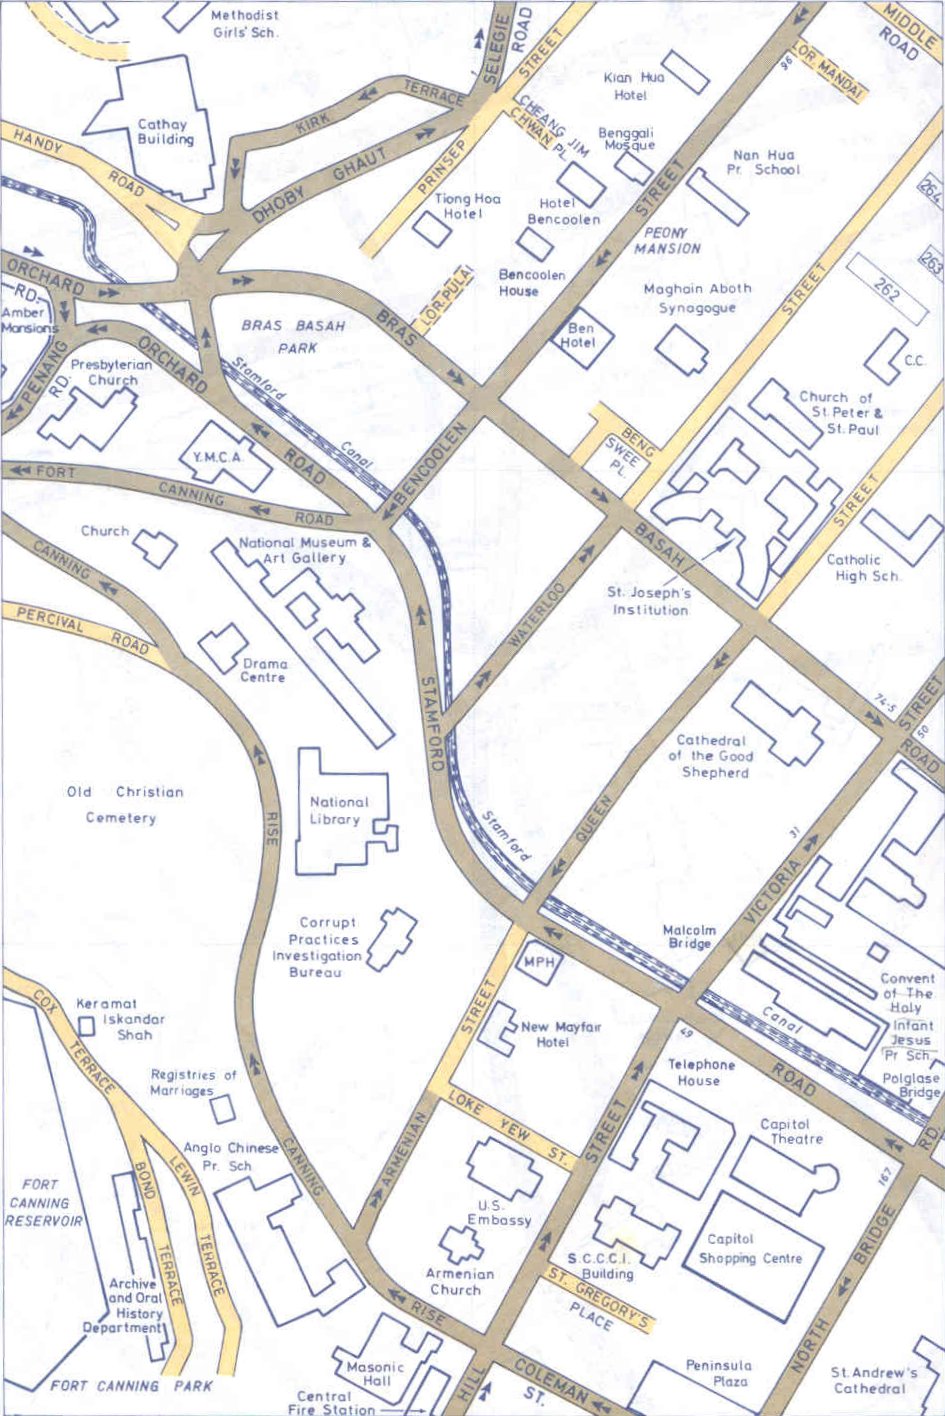 Methodist
Girls' Sch.
SELEGIE
ROAD
STREET
MIDDLE
ROAD
LOR. MANDAI
96
Kian Hua
Hotel
TERRACE
KIRK
Cathay
Building
HANDY
ROAD
DHOBY GHAUT
PRINSEP
CHEANG JIM
CHWAN PL.
Benggali
Mosque
Nan Hua
Pr. School
STREET
264
Tiong Hoa
Hotel
Hotel
Bencoolen
PEONY
MANSION
263
262
ORCHARD
RD.
Amber
Mansions
Bencoolen
House
LOR. PULAI
Maghain Aboth
Synagogue
STREET
BRAS BASAH
PARK
BRAS
Ben
Hotel
C.C.
PENANG
RD.
ORCHARD
ROAD
Presbyterian
Church
Stamford
Canal
Church of
St. Peter &
St. Paul
Y.M.C.A.
BENCOOLEN
BENG
SWEE
PL.
FORT
CANNING
ROAD
STREET
BASAH
Church
National Museum &
Art Gallery
CANNING
Catholic
High Sch.
St. Joseph's
Institution
WATERLOO
PERCIVAL
ROAD
Drama
Centre
STAMFORD
74-5
STREET
50
ROAD
Cathedral
of the Good
Shepherd
Old Christian
Cemetery
RISE
National
Library
Stamford
QUEEN
31
VICTORIA
Corrupt
Practices
Investigation
Bureau
Malcolm
Bridge
MPH
Convent
of The
Holy
Infant
Jesus
Pr Sch.
COX
TERRACE
Keramat
Iskandar
Shah
STREET
New Mayfair
Hotel
49
Canal
ROAD
Polglase
Bridge
Registries of
Marriages
Telephone
House
LOKE
YEW
ST.
STREET
Capitol
Theatre
RD.
ARMENIAN
Anglo Chinese
Pr. Sch
CANNING
BOND
TERRACE
LEWIN
TERRACE
167
FORT
CANNING
RESERVOIR
U.S.
Embassy
Capitol
Shopping Centre
BRIDGE
Armenian
Church
S.C.C.C.I.
Building
ST. GREGORY'S
PLACE
Archive
and Oral
History
Department
RISE
NORTH
FORT CANNING PARK
Masonic
Hall
Central
Fire Station
HILL
COLEMAN
ST.
Peninsula
Plaza
St. Andrew's
Cathedral